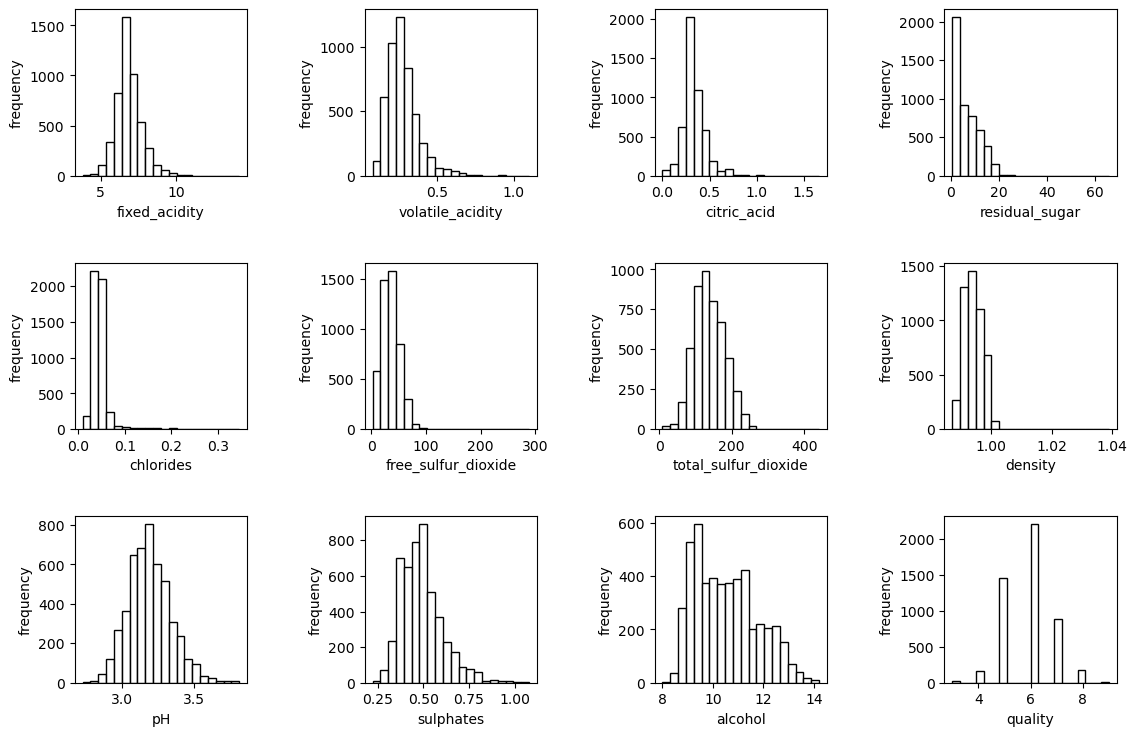 1500
1000
500
0
frequency
5 10
fixed_acidity
1000
500
0
frequency
0.5 1.0
volatile_acidity
2000
1500
1000
500
0
frequency
0.0 0.5 1.0 1.5
citric_acid
2000
1500
1000
500
0
frequency
0 20 40 60
residual_sugar
2000
1500
1000
500
0
frequency
0.0 0.1 0.2 0.3
chlorides
1500
1000
500
0
frequency
0 100 200 300
free_sulfur_dioxide
1000
750
500
250
0
frequency
0 200 400
total_sulfur_dioxide
1500
1000
500
0
frequency
1.00 1.02 1.04
density
800
600
400
200
0
frequency
3.0 3.5
pH
800
600
400
200
0
frequency
0.25 0.50 0.75 1.00
sulphates
600
400
200
0
frequency
8 10 12 14
alcohol
2000
1500
1000
500
0
frequency
4 6 8
quality